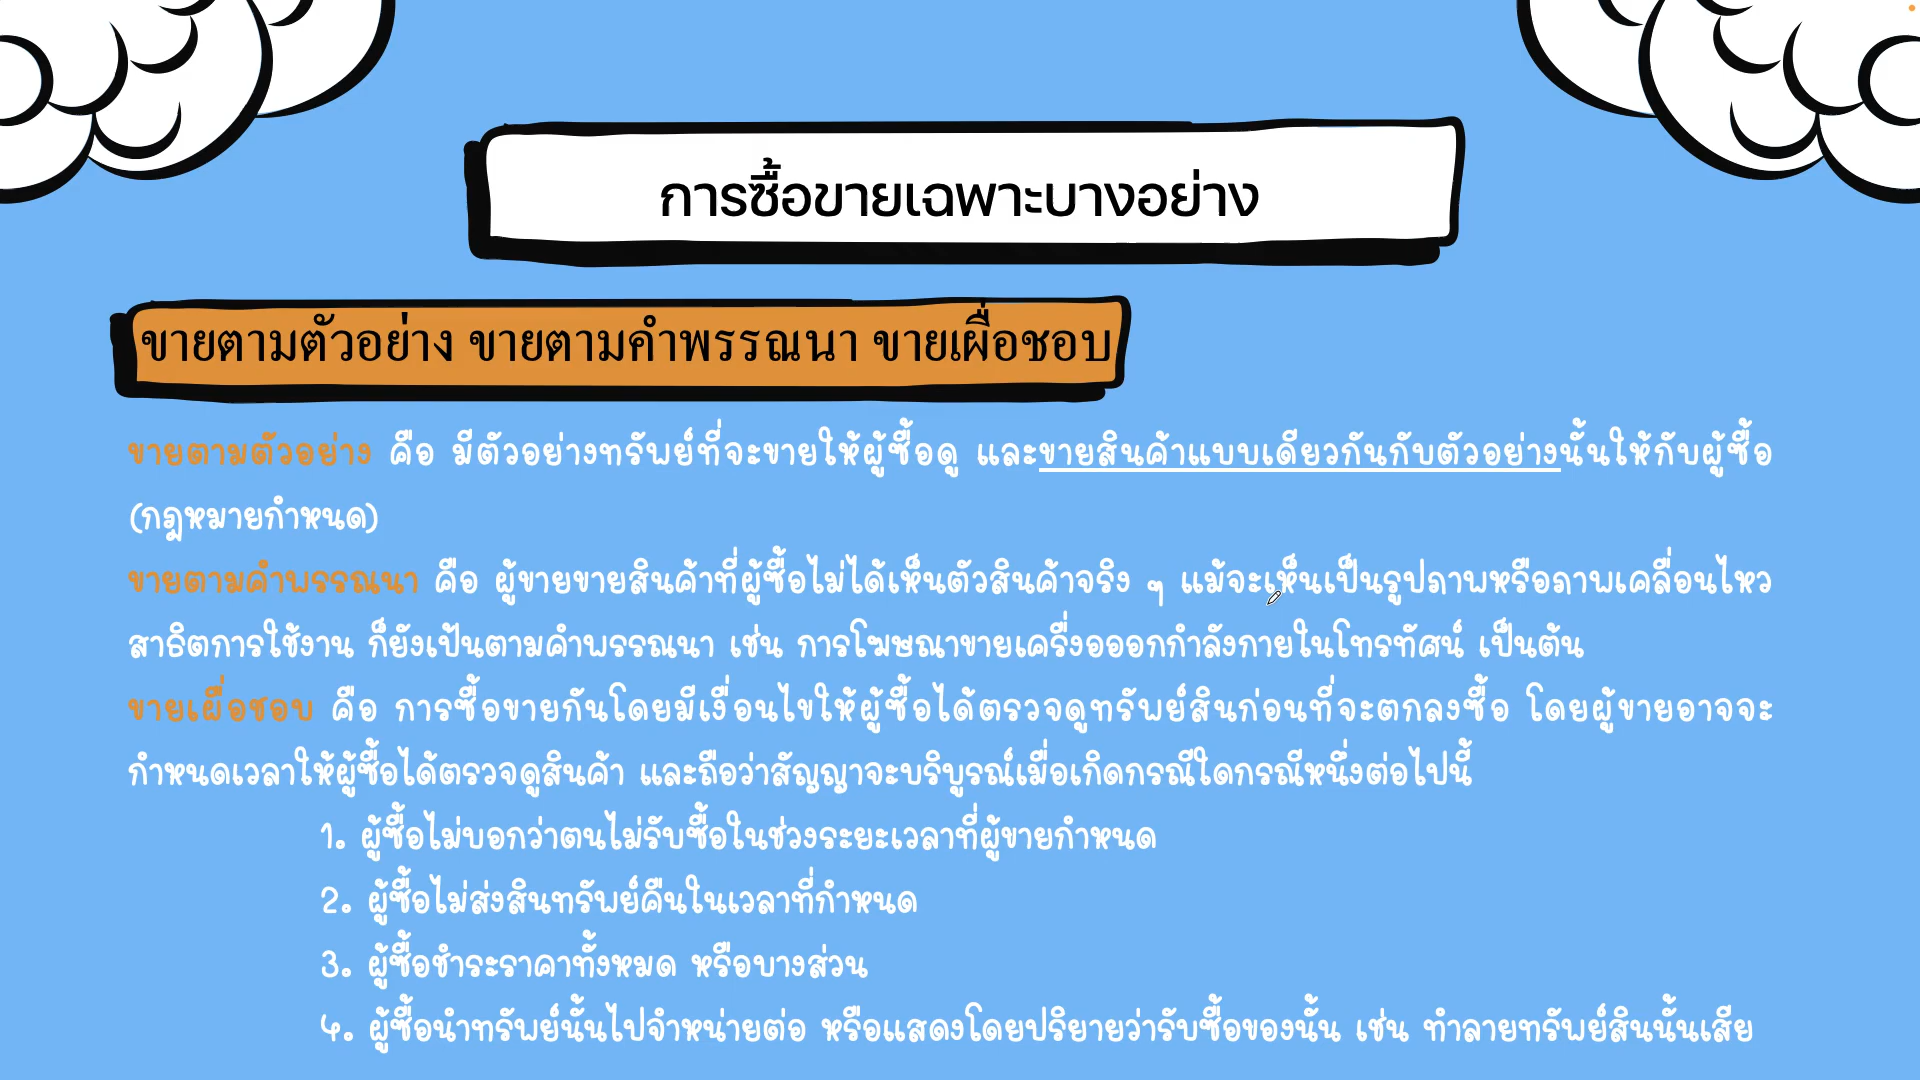 การซื้อขายเฉพาะบางอย่าง
ขายตามตัวอย่าง ขายตามคำพรรณนา ขายเผื่อชอบ
ขายตามตัวอย่าง คือ มีตัวอย่างทรัพย์ที่จะขายให้ผู้ซื้อดู และขายสินค้าแบบเดียวกันกับตัวอย่างนั้นให้กับผู้ซื้อ
(กฎหมายกำหนด)
ขายตามคำพรรณนา คือ ผู้ขายขายสินค้าที่ผู้ซื้อไม่ได้เห็นตัวสินค้าจริง ๆ แม้จะเห็นเป็นรูปภาพหรือภาพเคลื่อนไหว
สาธิตการใช้งาน ก็ยังเป็นตามคำพรรณนา เช่น การโฆษณาขายเครื่งอออกกำลังกายในโทรทัศน์ เป็นต้น
ขายเผื่อชอบ คือ การซื้อขายกันโดยมีเงื่อนไขให้ผู้ซื้อได้ตรวจดูทรัพย์สินก่อนที่จะตกลงซื้อ โดยผู้ขายอาจจะ
กำหนดเวลาให้ผู้ซื้อได้ตรวจดูสินค้า และถือว่าสัญญาจะบริบูรณ์เมื่อเกิดกรณีใดกรณีหนึ่งต่อไปนี้
1. ผู้ซื้อไม่บอกว่าตนไม่รับซื้อในช่วงระยะเวลาที่ผู้ขายกำหนด
2. ผู้ซื้อไม่ส่งสินทรัพย์คืนในเวลาที่กำหนด
3. ผู้ซื้อชำระราคาทั้งหมด หรือบางส่วน
4. ผู้ซื้อนำทรัพย์นั้นไปจำหน่ายต่อ หรือแสดงโดยปริยายว่ารับซื้อของนั้น เช่น ทำลายทรัพย์สินนั้นเสีย